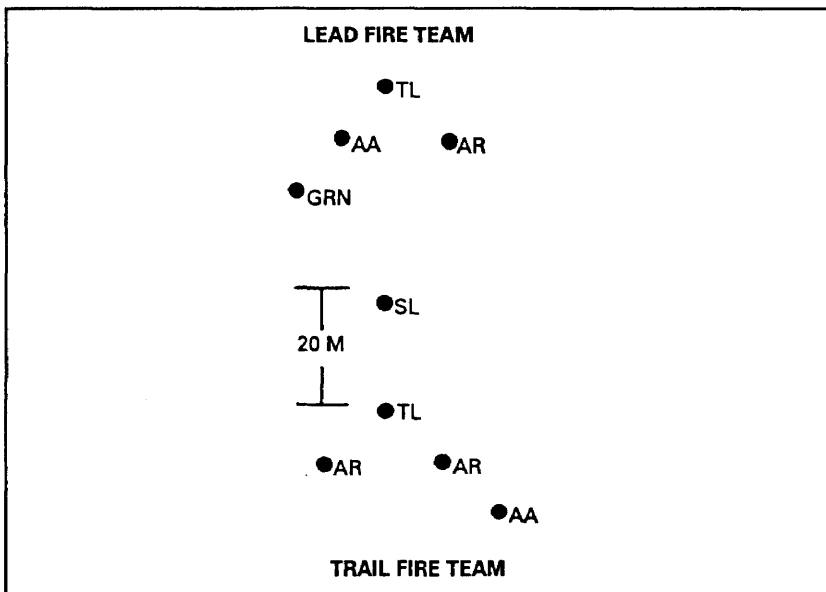 LEAD FIRE TEAM
TL
AA
AR
GRN
SL
20 M
TL
AR
AR
AA
TRAIL FIRE TEAM